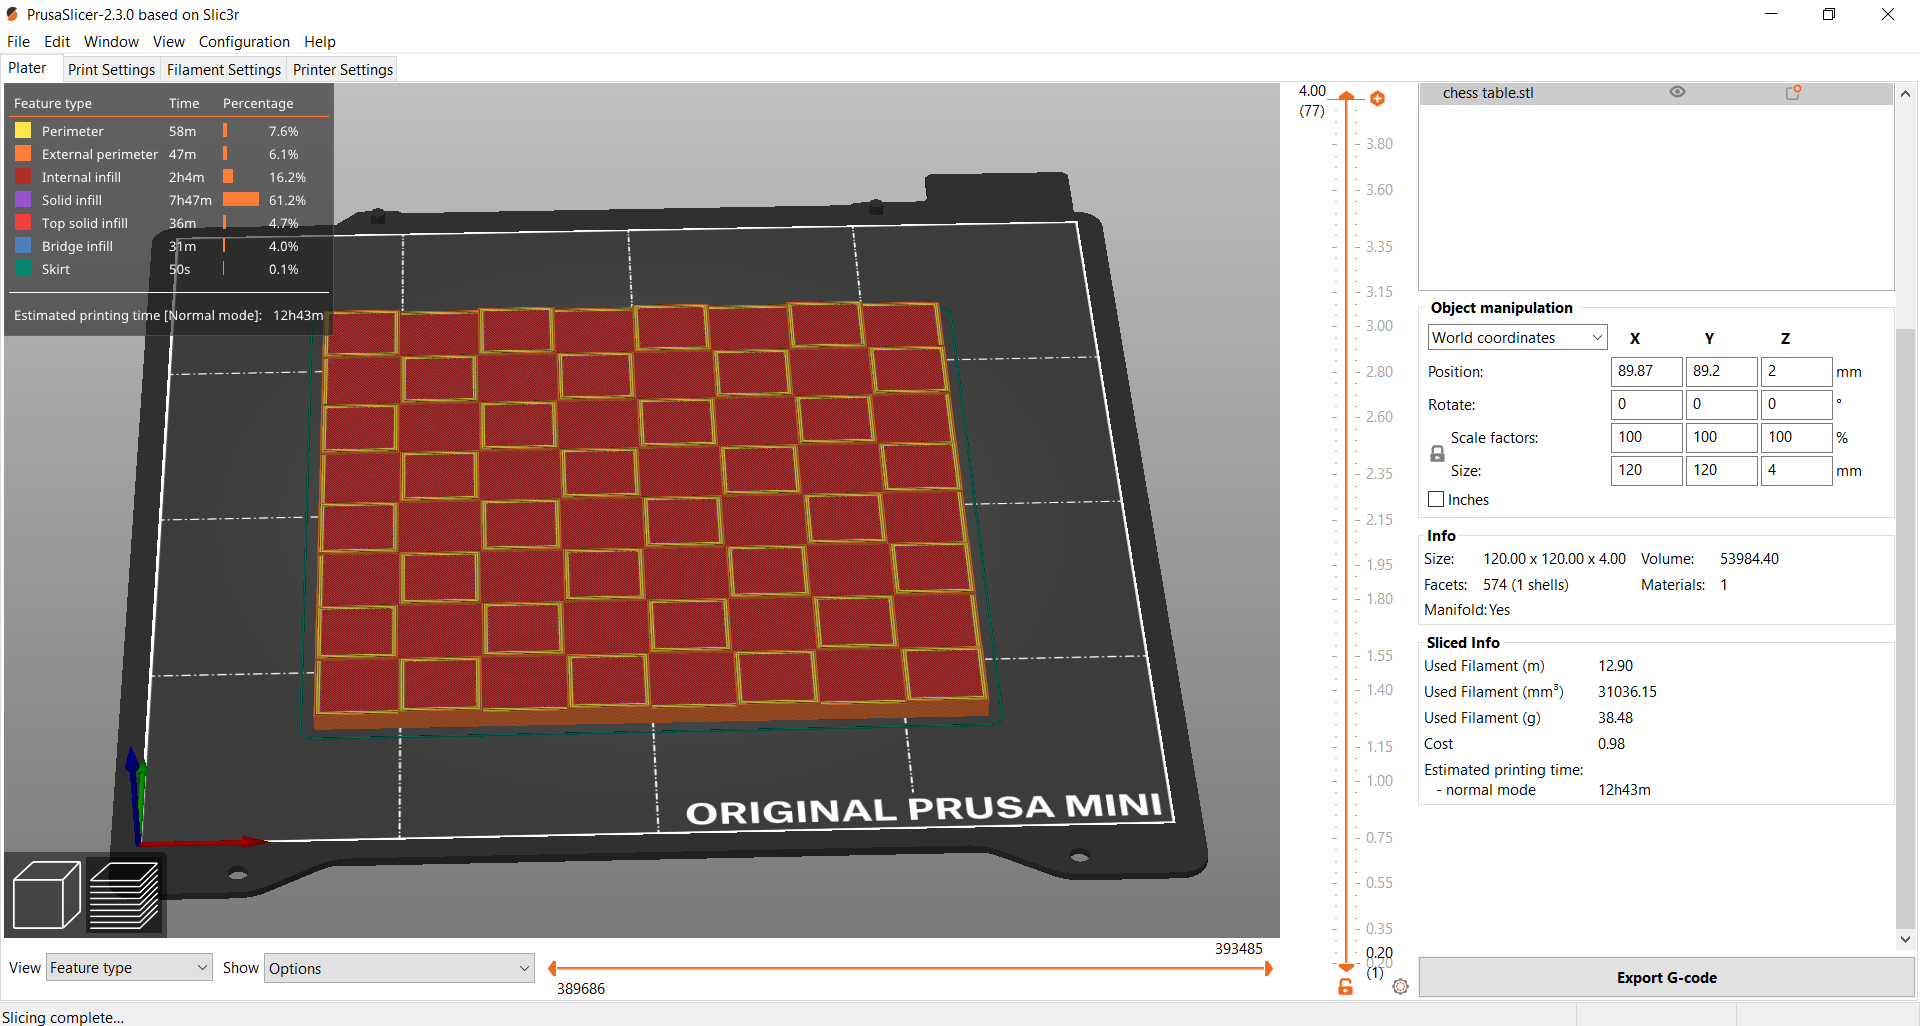 PrusaSlicer-2.3.0 based on Slic3r
File Edit Window View Configuration Help
Plater Print Settings Filament Settings Printer Settings
Feature type Time Percentage
Perimeter 58m 7.6%
External perimeter 47m 6.1%
Internal infill 2h4m 16.2%
Solid infill 7h47m 61.2%
Top solid infill 36m 4.7%
Bridge infill 31m 4.0%
Skirt 50s 0.1%
Estimated printing time [Normal mode]: 12h43m
ORIGINAL PRUSA MINI
4.00
(77)
3.80
3.60
3.35
3.15
3.00
2.80
2.60
2.35
2.15
1.95
1.80
1.55
1.40
1.15
1.00
0.75
0.55
0.35
0.20
0.20
(1)
chess table.stl
Object manipulation
World coordinates X Y Z
Position: 89.87 89.2 2 mm
Rotate: 0 0 0 °
Scale factors: 100 100 100 %
Size: 120 120 4 mm
Inches
Info
Size: 120.00 x 120.00 x 4.00 Volume: 53984.40
Facets: 574 (1 shells) Materials: 1
Manifold: Yes
Sliced Info
Used Filament (m) 12.90
Used Filament (mm³) 31036.15
Used Filament (g) 38.48
Cost 0.98
Estimated printing time:
- normal mode 12h43m
Export G-code
View Feature type Show Options
393485
389686
Slicing complete...